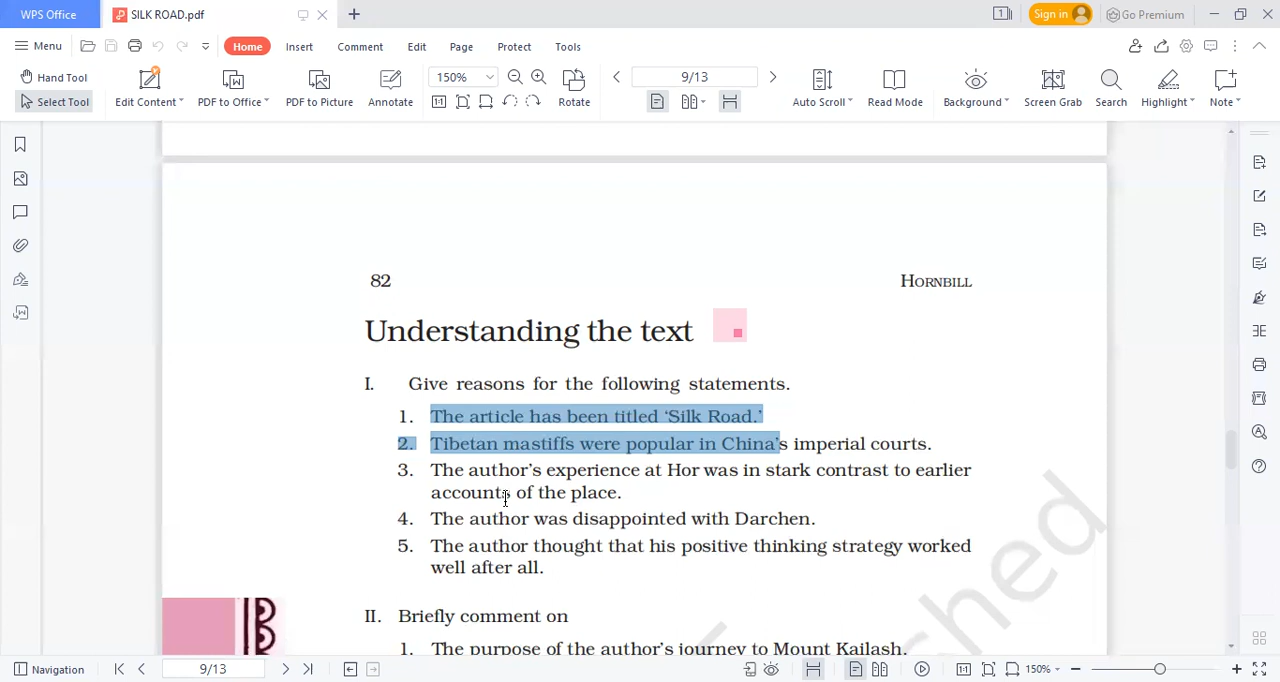 WPS Office
SILK ROAD.pdf
Sign in
Go Premium
Menu
Home
Insert
Comment
Edit
Page
Protect
Tools
Hand Tool
Select Tool
Edit Content
PDF to Office
PDF to Picture
Annotate
150%
Rotate
9/13
Auto Scroll
Read Mode
Background
Screen Grab
Search
Highlight
Note
82 HORNBILL
Understanding the text
I. Give reasons for the following statements.
1. The article has been titled ‘Silk Road.’
2. Tibetan mastiffs were popular in China’s imperial courts.
3. The author’s experience at Hor was in stark contrast to earlier
accounts of the place.
4. The author was disappointed with Darchen.
5. The author thought that his positive thinking strategy worked
well after all.
II. Briefly comment on
1. The purpose of the author’s journey to Mount Kailash.
Navigation
9/13
150%